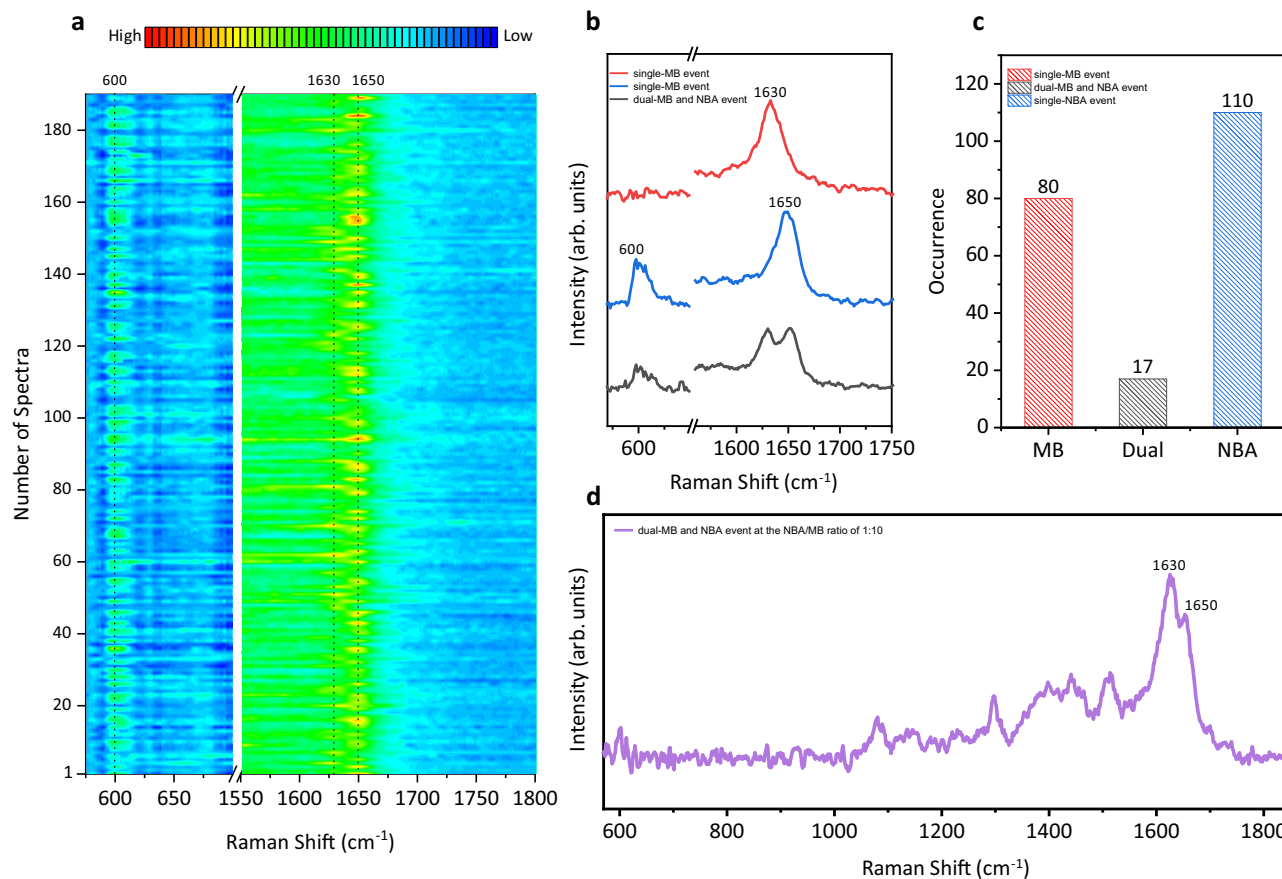 a
High
Low
600
1630
1650
Number of Spectra
180
160
140
120
100
80
60
40
20
1
600
650
1550
1600
1650
1700
1750
1800
Raman Shift (cm⁻¹)
b
single-MB event
single-MB event
dual-MB and NBA event
1630
600
1650
Intensity (arb. units)
600
1600
1650
1700
1750
Raman Shift (cm⁻¹)
c
single-MB event
dual-MB and NBA event
single-NBA event
80
17
110
Occurrence
120
100
80
60
40
20
0
MB
Dual
NBA
d
dual-MB and NBA event at the NBA/MB ratio of 1:10
1630
1650
Intensity (arb. units)
600
800
1000
1200
1400
1600
1800
Raman Shift (cm⁻¹)